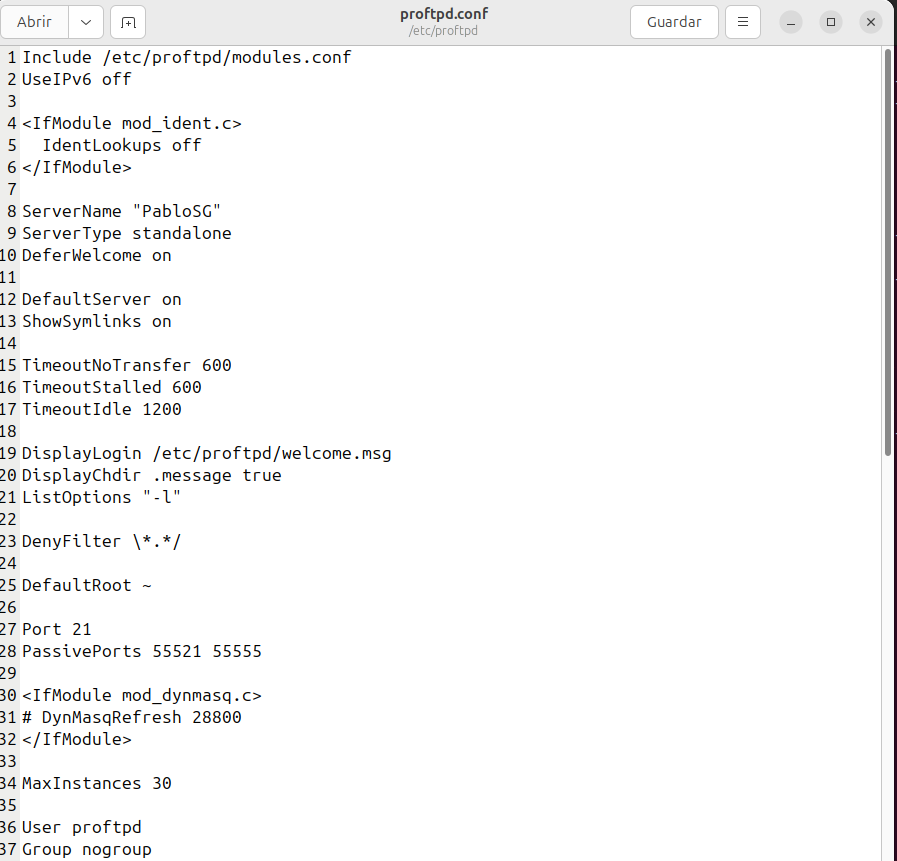 Abrir
proftpd.conf
/etc/proftpd
Guardar
1 Include /etc/proftpd/modules.conf
2 UseIPv6 off
3
4 <IfModule mod_ident.c>
5   IdentLookups off
6 </IfModule>
7
8 ServerName "PabloSG"
9 ServerType standalone
10 DeferWelcome on
11
12 DefaultServer on
13 ShowSymlinks on
14
15 TimeoutNoTransfer 600
16 TimeoutStalled 600
17 TimeoutIdle 1200
18
19 DisplayLogin /etc/proftpd/welcome.msg
20 DisplayChdir .message true
21 ListOptions "-l"
22
23 DenyFilter \*.*/
24
25 DefaultRoot ~
26
27 Port 21
28 PassivePorts 55521 55555
29
30 <IfModule mod_dynmasq.c>
31 # DynMasqRefresh 28800
32 </IfModule>
33
34 MaxInstances 30
35
36 User proftpd
37 Group nogroup